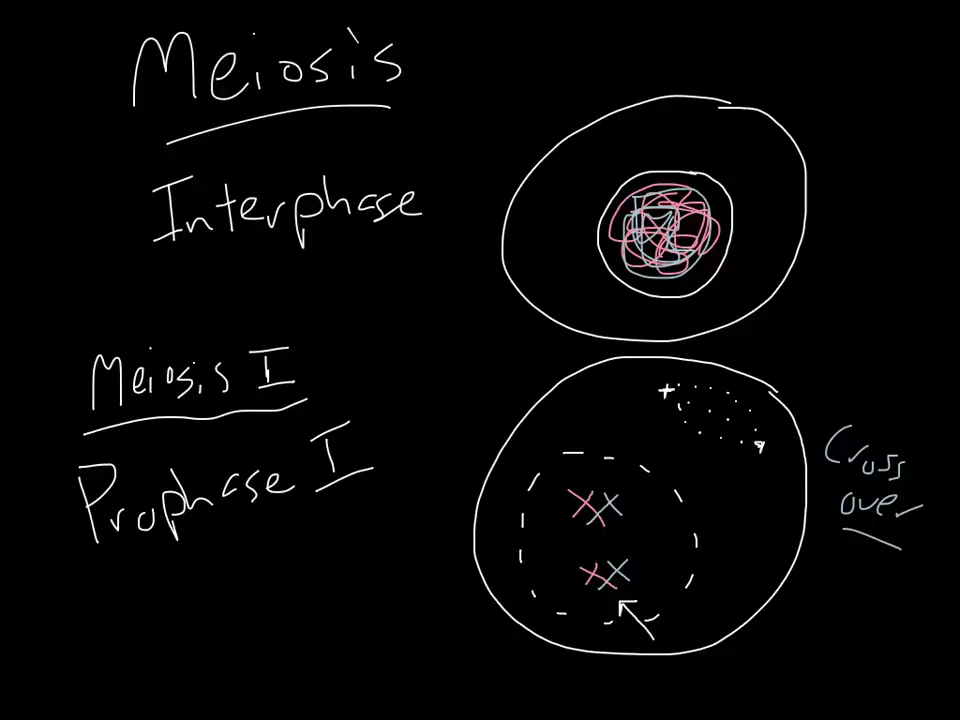 Meiosis
Interphase
Meiosis I
Prophase I
Cross
over